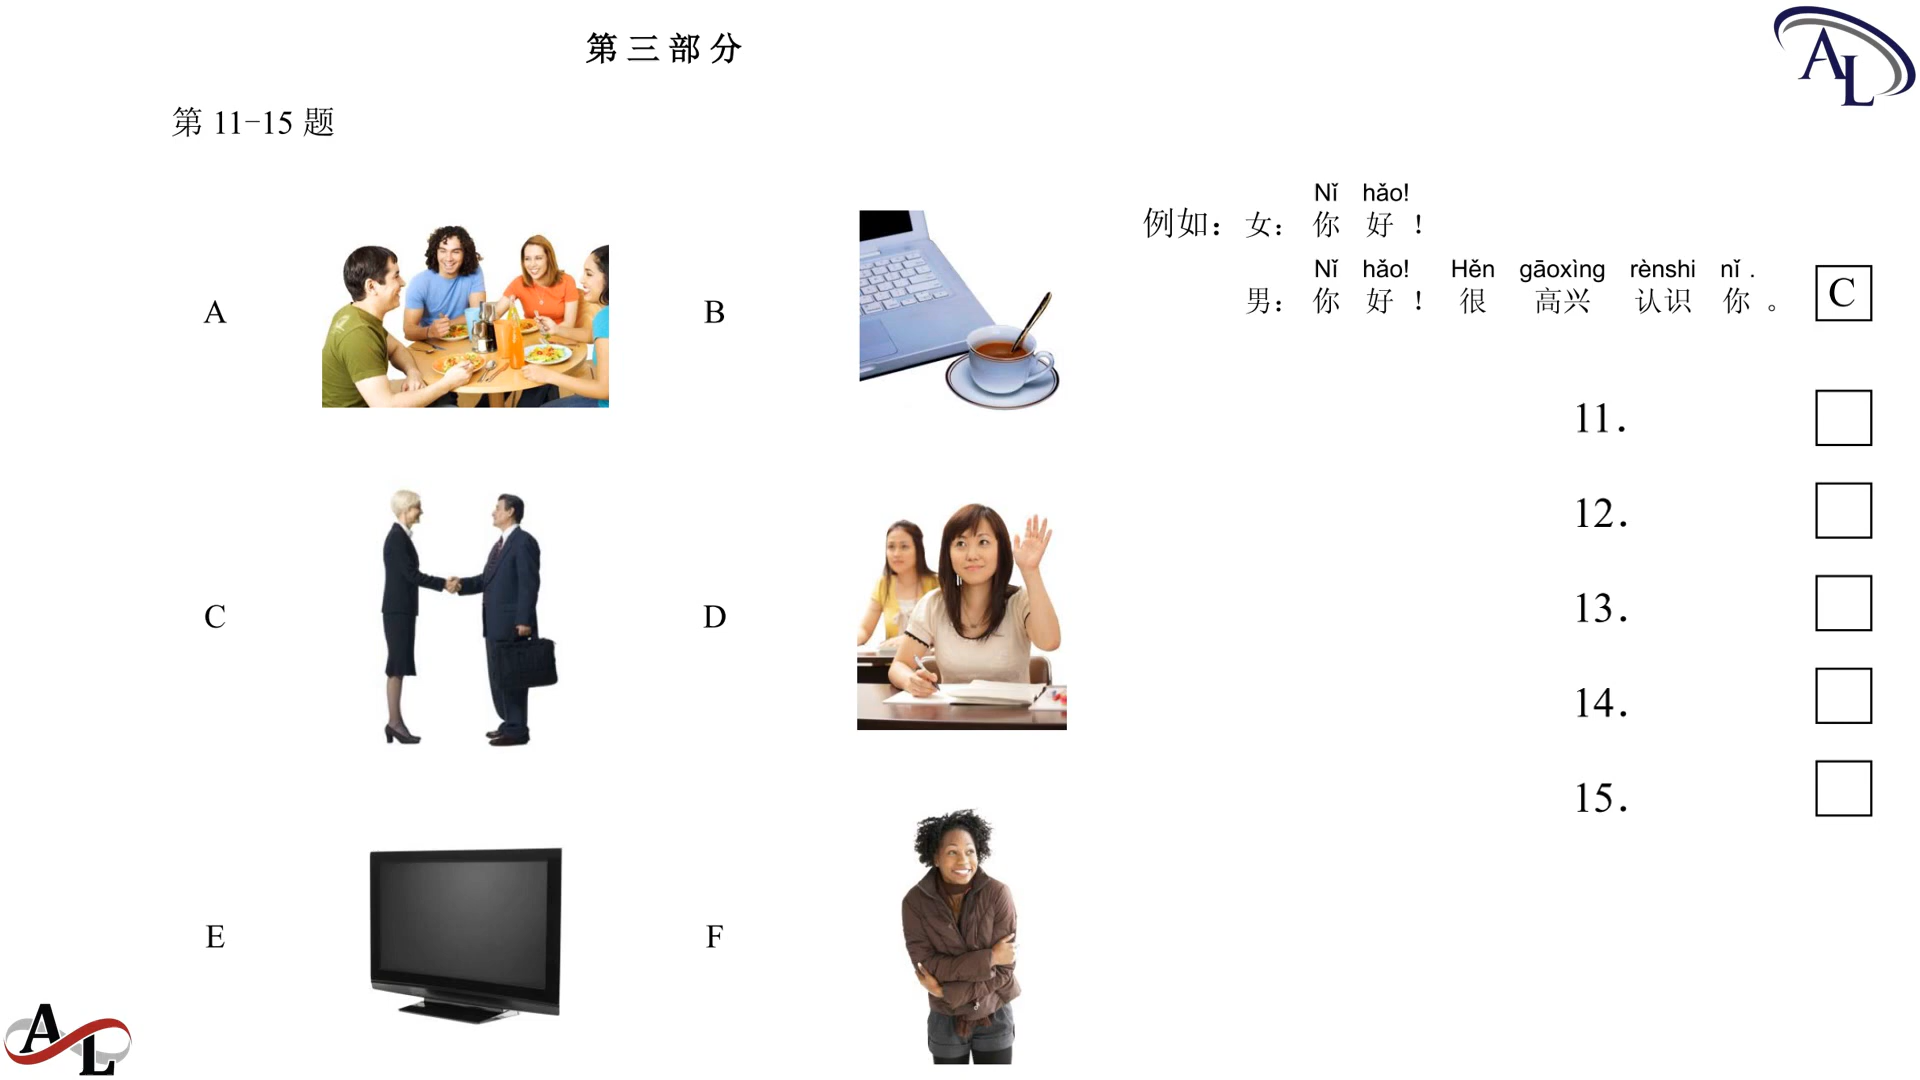 第三部分
第 11-15 题
A
B
C
D
E
F
Nǐ hǎo!
例如：女：你 好 ！
Nǐ hǎo! Hěn gāoxìng rènshi nǐ .
男：你 好 ！ 很 高兴 认识 你 。
C
11.
12.
13.
14.
15.
AL
AL